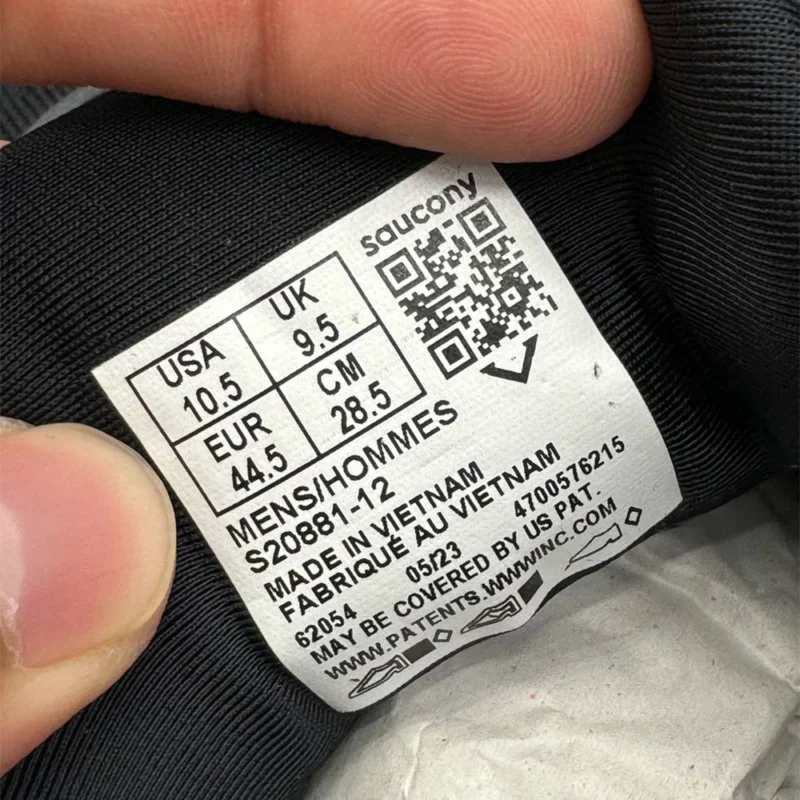 saucony
USA 10.5 UK 9.5
EUR 44.5 CM 28.5
MENS/HOMMES
S20881-12
MADE IN VIETNAM
FABRIQUÉ AU VIETNAM
62054 05/23 4700576215
MAY BE COVERED BY US PAT.
WWW.PATENTS.WWWINC.COM